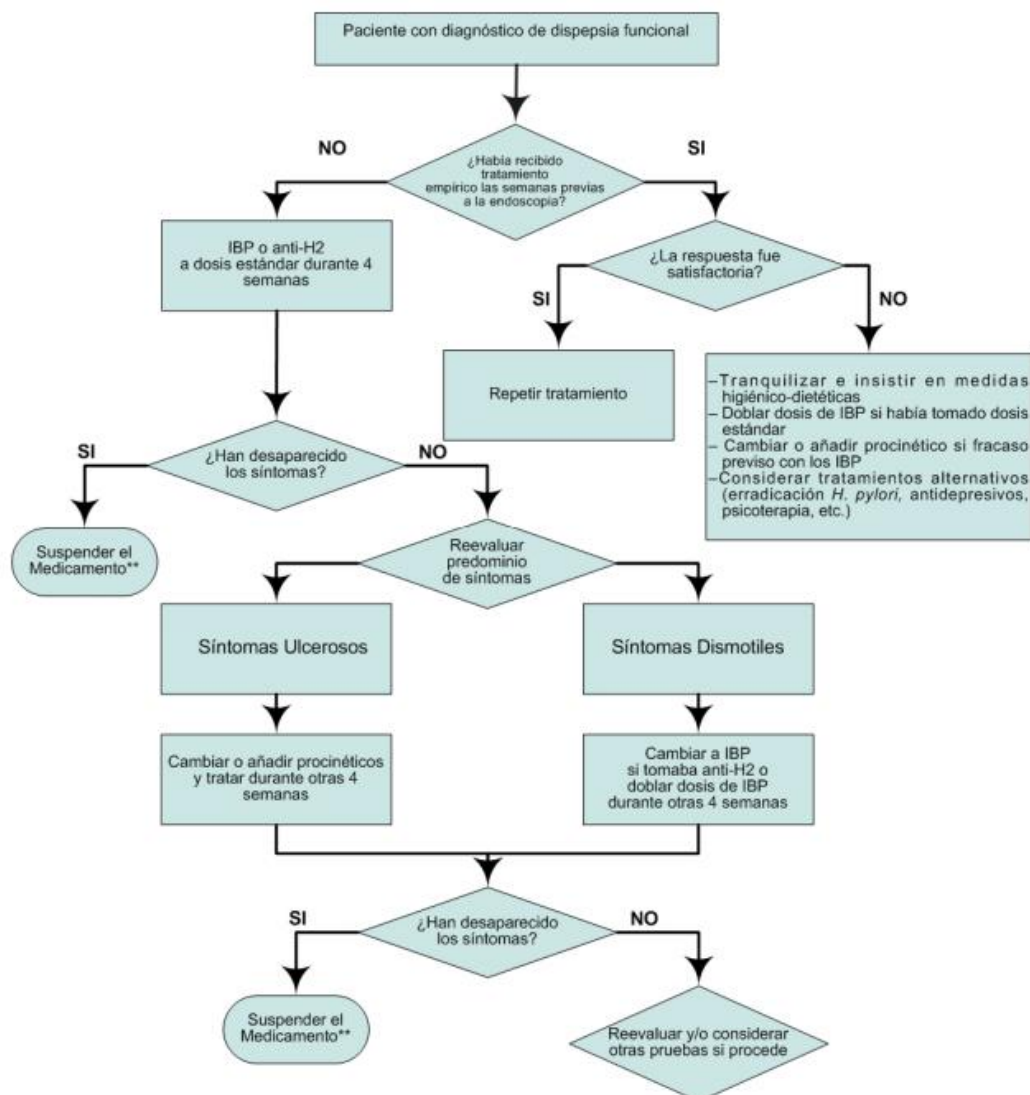 Paciente con diagnóstico de dispepsia funcional
NO
SI
¿Había recibido
tratamiento
empírico las semanas previas
a la endoscopia?
IBP o anti-H2
a dosis estándar durante 4
semanas
¿La respuesta fue
satisfactoria?
SI
NO
Repetir tratamiento
–Tranquilizar e insistir en medidas
higiénico-dietéticas
–Doblar dosis de IBP si había tomado dosis
estándar
–Cambiar o añadir procinético si fracaso
previso con los IBP
–Considerar tratamientos alternativos
(erradicación H. pylori, antidepresivos,
psicoterapia, etc.)
SI
¿Han desaparecido
los síntomas?
NO
Suspender el
Medicamento**
Reevaluar
predominio
de síntomas
Síntomas Ulcerosos
Síntomas Dismotiles
Cambiar o añadir procinéticos
y tratar durante otras 4
semanas
Cambiar a IBP
si tomaba anti-H2 o
doblar dosis de IBP
durante otras 4 semanas
SI
¿Han desaparecido
los síntomas?
NO
Suspender el
Medicamento**
Reevaluar y/o considerar
otras pruebas si procede